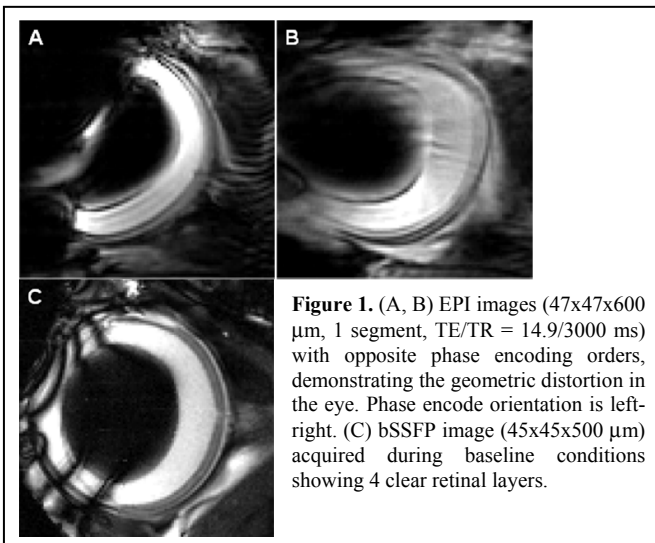 A
B
C
Figure 1. (A, B) EPI images (47x47x600
μm, 1 segment, TE/TR = 14.9/3000 ms)
with opposite phase encoding orders,
demonstrating the geometric distortion in
the eye. Phase encode orientation is left-
right. (C) bSSFP image (45x45x500 μm)
acquired during baseline conditions
showing 4 clear retinal layers.